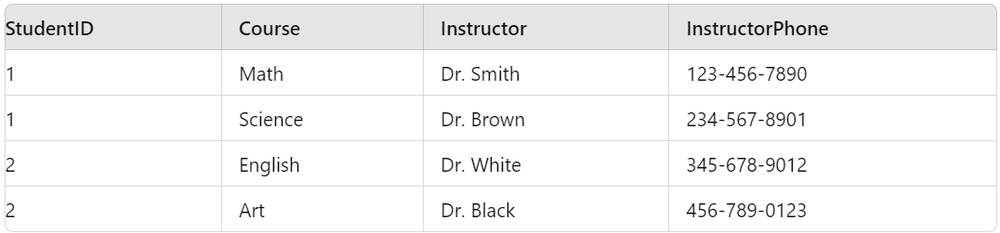 StudentID Course Instructor InstructorPhone
1 Math Dr. Smith 123-456-7890
1 Science Dr. Brown 234-567-8901
2 English Dr. White 345-678-9012
2 Art Dr. Black 456-789-0123